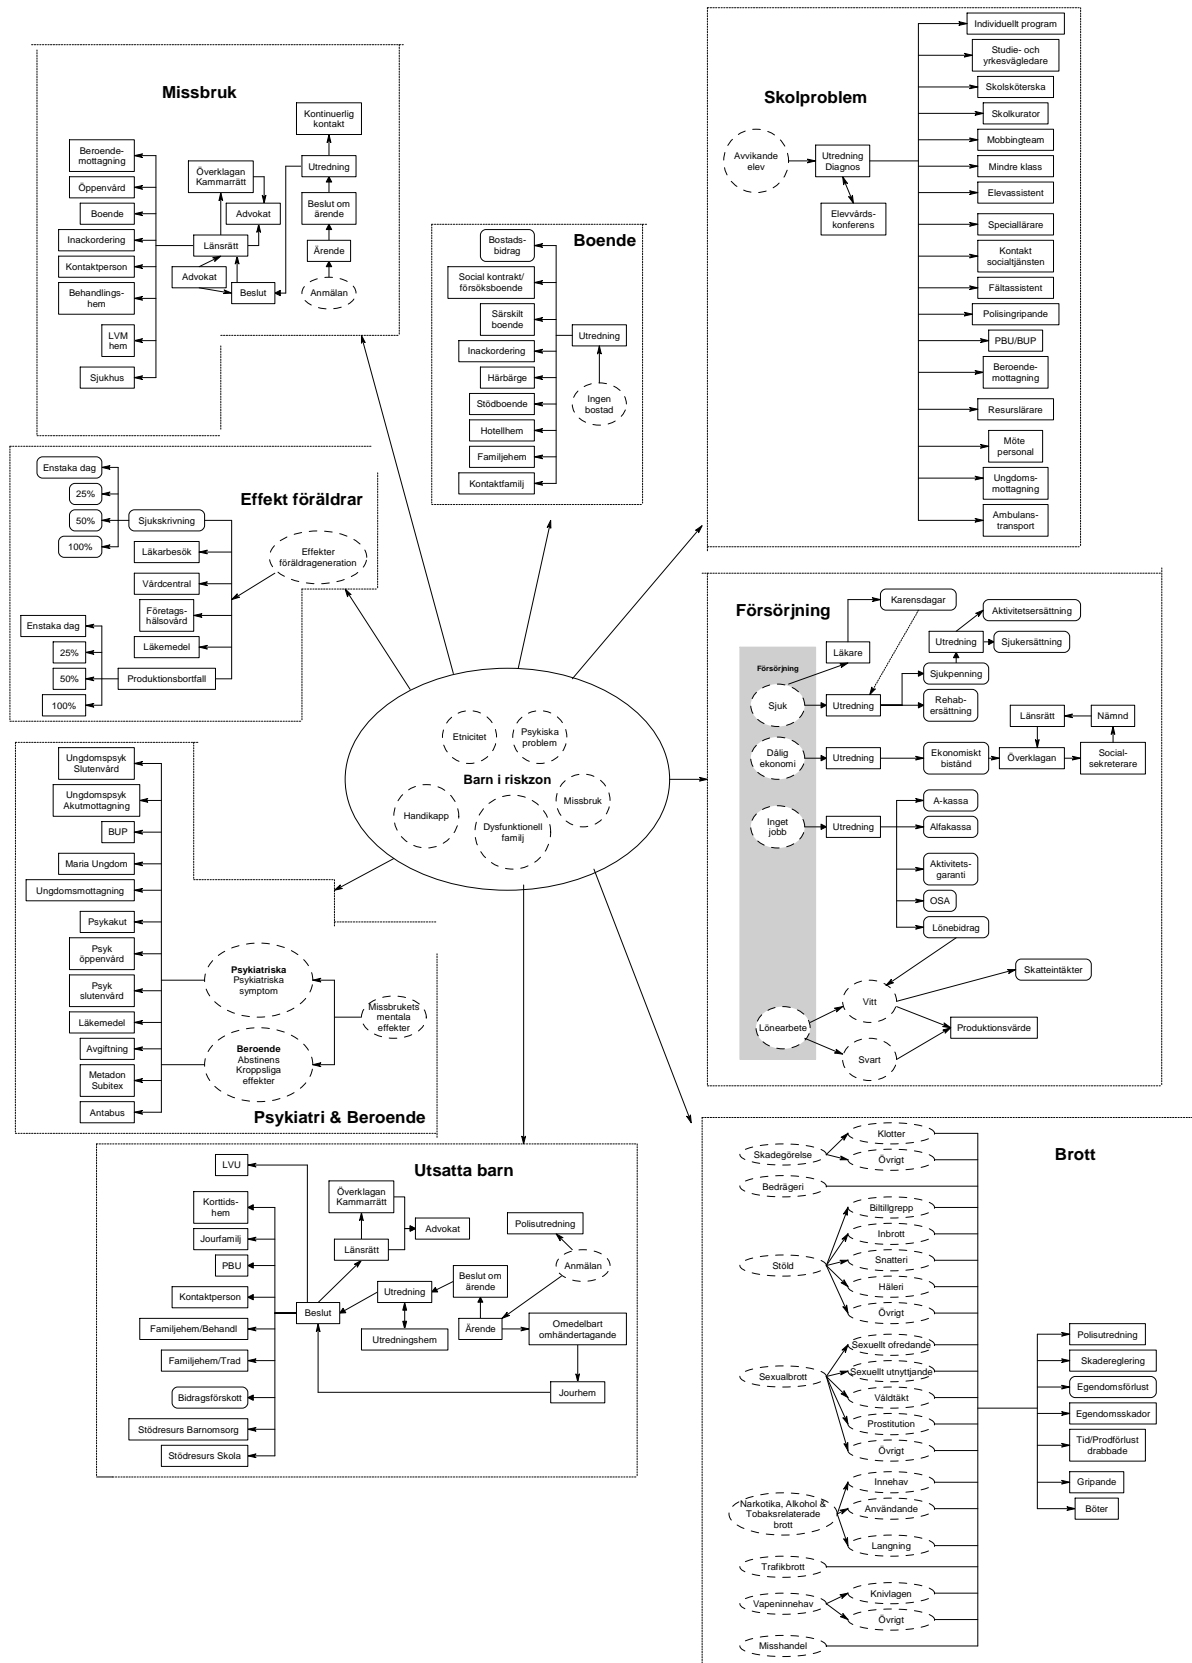 Missbruk
Kontinuerlig
kontakt
Beroende-
mottagning
Överklagan
Kammarrätt
Utredning
Öppenvård
Boende
Advokat
Beslut om
ärende
Inackordering
Länsrätt
Ärende
Kontaktperson
Advokat
Behandlings-
hem
Beslut
Anmälan
LVM
hem
Sjukhus
Boende
Bostads-
bidrag
Social kontrakt/
försöksboende
Särskilt
boende
Utredning
Inackordering
Härbärge
Ingen
bostad
Stödboende
Hotellhem
Familjehem
Kontaktfamilj
Skolproblem
Avvikande
elev
Utredning
Diagnos
Elevvårds-
konferens
Individuellt program
Studie- och
yrkesvägledare
Skolsköterska
Skolkurator
Mobbingteam
Mindre klass
Elevassistent
Speciallärare
Kontakt
socialtjänsten
Fältassistent
Polisingripande
PBU/BUP
Beroende-
mottagning
Resurslärare
Möte
personal
Ungdoms-
mottagning
Ambulans-
transport
Effekt föräldrar
Enstaka dag
25%
50%
100%
Sjukskrivning
Läkarbesök
Vårdcentral
Företags-
hälsovård
Läkemedel
Produktionsbortfall
Effekter
föräldrageneration
Enstaka dag
25%
50%
100%
Etnicitet
Psykiska
problem
Barn i riskzon
Missbruk
Handikapp
Dysfunktionell
familj
Försörjning
Försörjning
Karensdagar
Aktivitetsersättning
Läkare
Utredning
Sjukersättning
Sjuk
Utredning
Sjukpenning
Rehab-
ersättning
Länsrätt
Nämnd
Dålig
ekonomi
Utredning
Ekonomiskt
bistånd
Överklagan
Social-
sekreterare
Inget
jobb
Utredning
A-kassa
Alfakassa
Aktivitets-
garanti
OSA
Lönebidrag
Skatteintäkter
Vitt
Lönearbete
Produktionsvärde
Svart
Ungdomspsyk
Slutenvård
Ungdomspsyk
Akutmottagning
BUP
Maria Ungdom
Ungdomsmottagning
Psykakut
Psyk
öppenvård
Psyk
slutenvård
Läkemedel
Avgiftning
Metadon
Subitex
Antabus
Psykiatriska
Psykiatriska
symptom
Missbrukets
mentala
effekter
Beroende
Abstinens
Kroppsliga
effekter
Psykiatri & Beroende
Utsatta barn
LVU
Korttids-
hem
Jourfamilj
PBU
Kontaktperson
Familjehem/Behandl
Familjehem/Trad
Bidragsförskott
Stödresurs Barnomsorg
Stödresurs Skola
Överklagan
Kammarrätt
Advokat
Länsrätt
Polisutredning
Anmälan
Beslut om
ärende
Utredning
Beslut
Utredningshem
Ärende
Omedelbart
omhändertagande
Jourhem
Brott
Skadegörelse
Klotter
Övrigt
Bedrägeri
Stöld
Biltillgrepp
Inbrott
Snatteri
Häleri
Övrigt
Sexualbrott
Sexuellt ofredande
Sexuellt utnyttjande
Våldtäkt
Prostitution
Övrigt
Narkotika, Alkohol &
Tobaksrelaterade
brott
Innehav
Användande
Langning
Trafikbrott
Vapeninnehav
Knivlagen
Övrigt
Misshandel
Polisutredning
Skadereglering
Egendomsförlust
Egendomsskador
Tid/Prodförlust
drabbade
Gripande
Böter